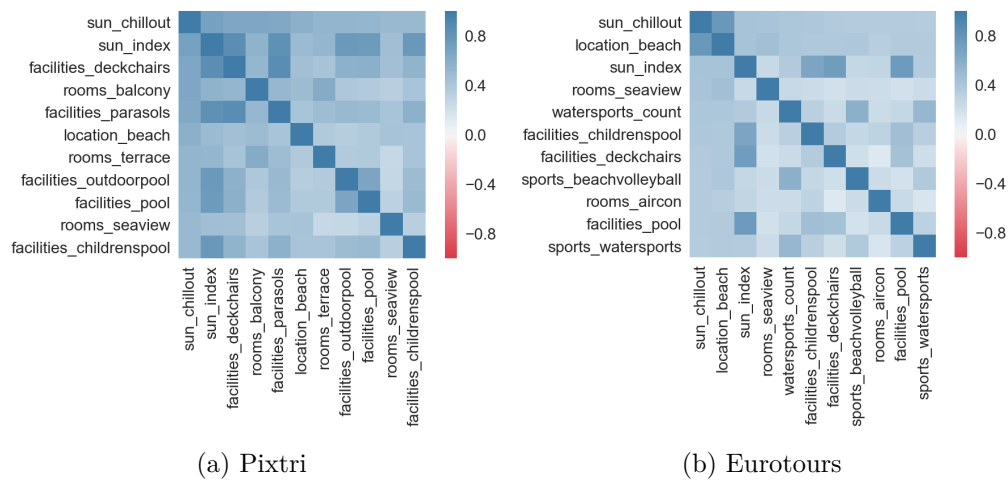 sun_chillout
sun_index
facilities_deckchairs
rooms_balcony
facilities_parasols
location_beach
rooms_terrace
facilities_outdoorpool
facilities_pool
rooms_seaview
facilities_childrenspool
sun_chillout
sun_index
facilities_deckchairs
rooms_balcony
facilities_parasols
location_beach
rooms_terrace
facilities_outdoorpool
facilities_pool
rooms_seaview
facilities_childrenspool
0.8
0.4
0.0
−0.4
−0.8
(a) Pixtri
sun_chillout
location_beach
sun_index
rooms_seaview
watersports_count
facilities_childrenspool
facilities_deckchairs
sports_beachvolleyball
rooms_aircon
facilities_pool
sports_watersports
sun_chillout
location_beach
sun_index
rooms_seaview
watersports_count
facilities_childrenspool
facilities_deckchairs
sports_beachvolleyball
rooms_aircon
facilities_pool
sports_watersports
0.8
0.4
0.0
−0.4
−0.8
(b) Eurotours